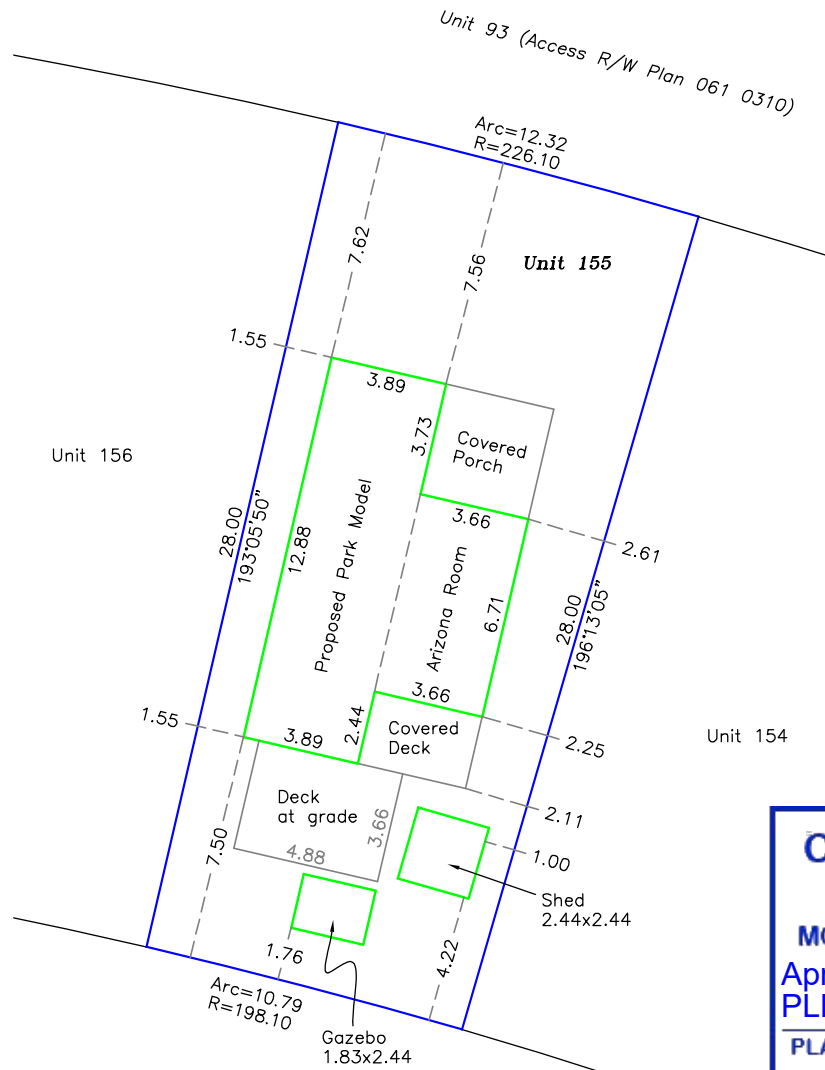 Unit 93 (Access R/W Plan 061 0310)
Arc=12.32
R=226.10
7.62
7.56
Unit 155
1.55
3.89
3.73
Covered
Porch
Unit 156
3.66
2.61
28.00
193°05'50"
12.88
Proposed Park Model
Arizona Room
6.71
28.00
196°13'05"
3.66
1.55
3.89
2.44
Covered
Deck
2.25
Unit 154
Deck
at grade
3.66
4.88
2.11
1.00
7.50
Shed
2.44x2.44
1.76
4.22
Arc=10.79
R=198.10
Gazebo
1.83x2.44